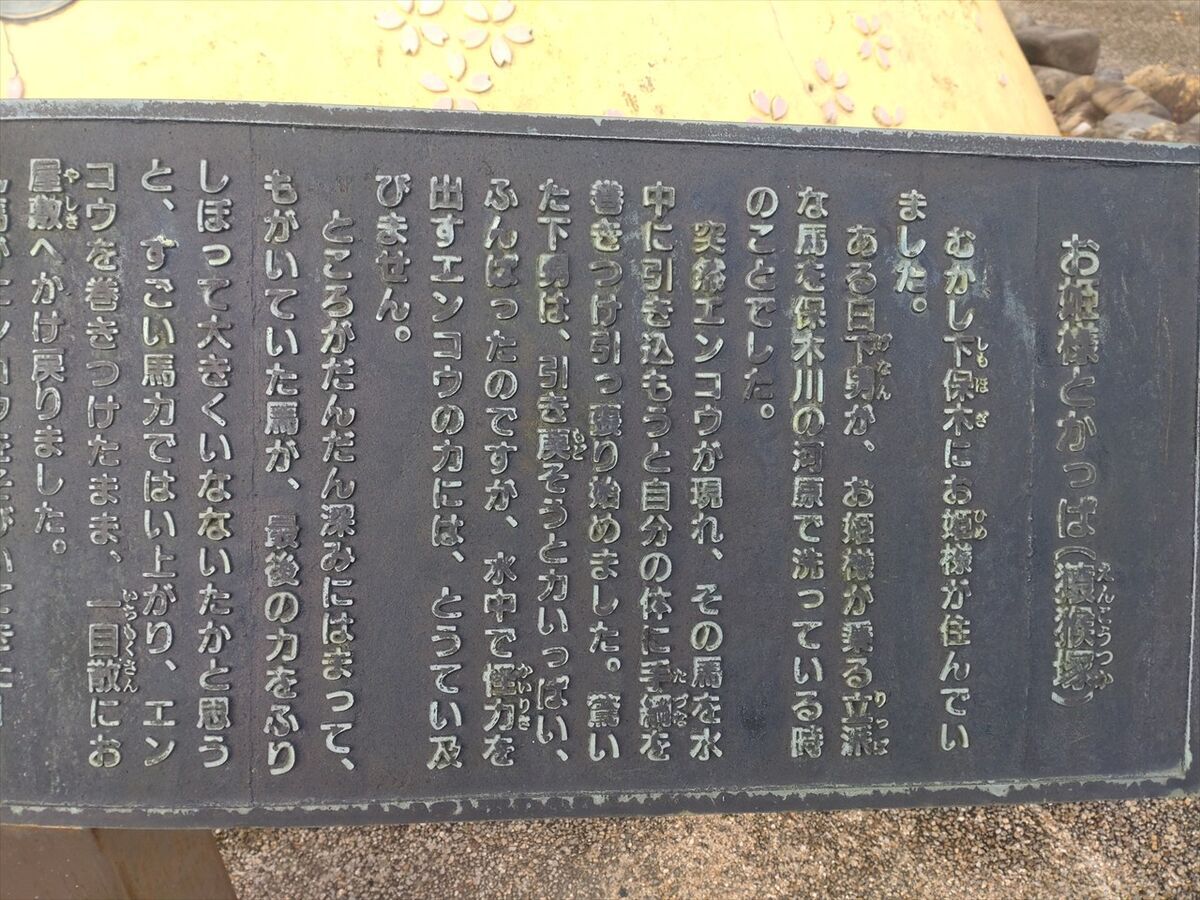 お姫様とかっぱ(猿猴塚)
むかし下保木にお姫様が住んでい
ました。
ある日下男が、お姫様が乗る立派
な馬を保木川の河原で洗っている時
のことでした。
突然エンコウが現れ、その馬を水
中に引き込もうと自分の体に手綱を
巻きつけ引っ張り始めました。驚い
た下男は、引き戻そうと力いっぱい、
ふんばったのですが、水中で怪力を
出すエンコウの力には、とうてい及
びません。
ところがだんだん深みにはまって、
もがいていた馬が、最後の力をふり
しぼって大きくいなないたかと思う
と、すごい馬力ではい上がり、エン
コウを巻きつけたまま、一目散にお
屋敷へかけ戻りました。